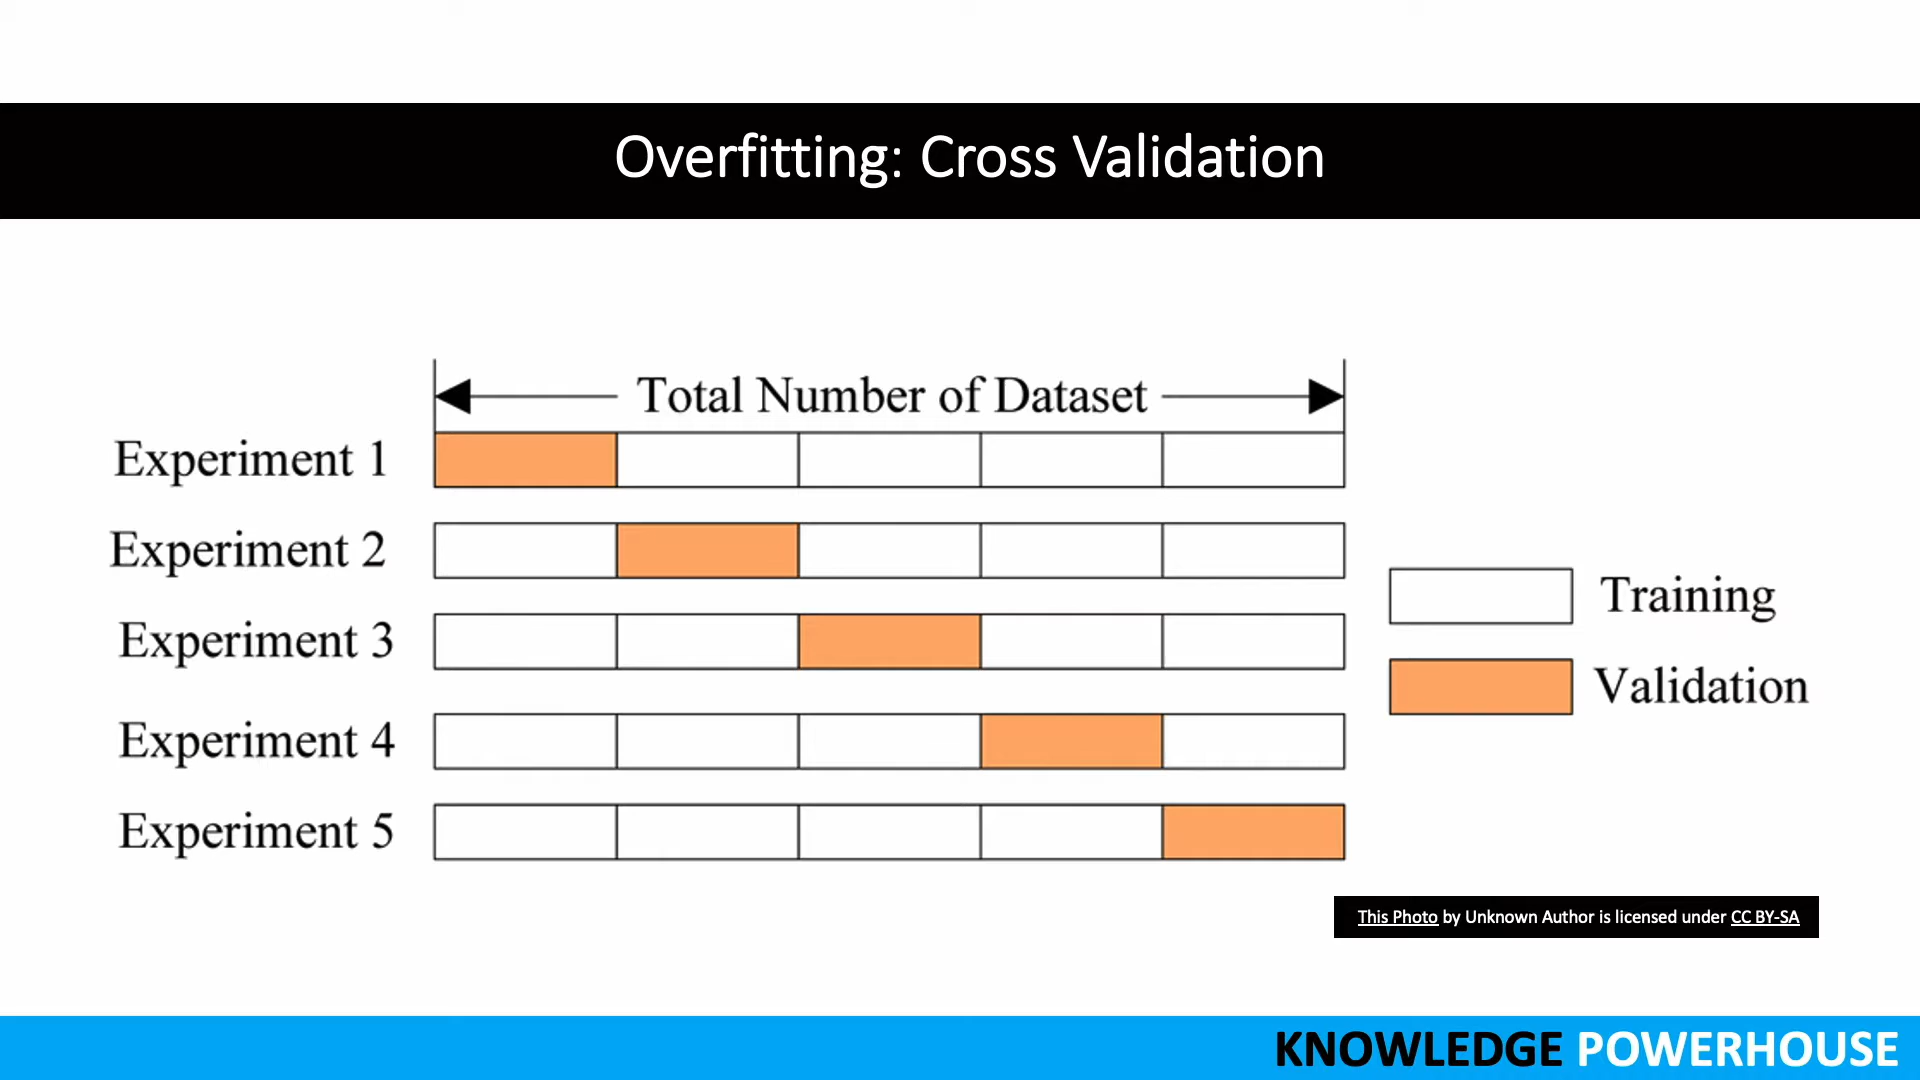 Overfitting: Cross Validation
Total Number of Dataset
Experiment 1
Experiment 2
Experiment 3
Experiment 4
Experiment 5
Training
Validation
This Photo by Unknown Author is licensed under CC BY-SA
KNOWLEDGE POWERHOUSE